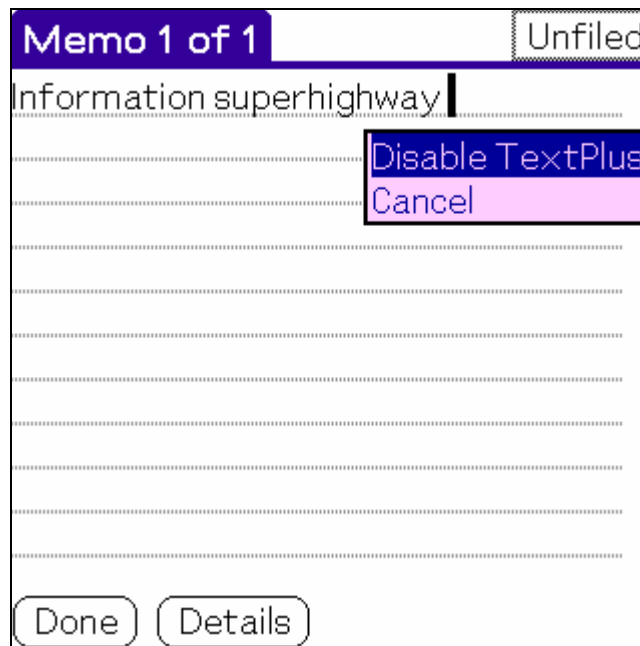 Memo 1 of 1
Unfiled
Information superhighway
Disable TextPlus
Cancel
Done
Details